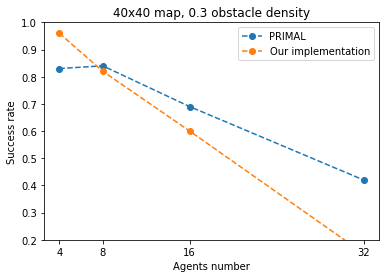 40x40 map, 0.3 obstacle density
PRIMAL
Our implementation
Success rate
1.0
0.9
0.8
0.7
0.6
0.5
0.4
0.3
0.2
4
8
16
32
Agents number